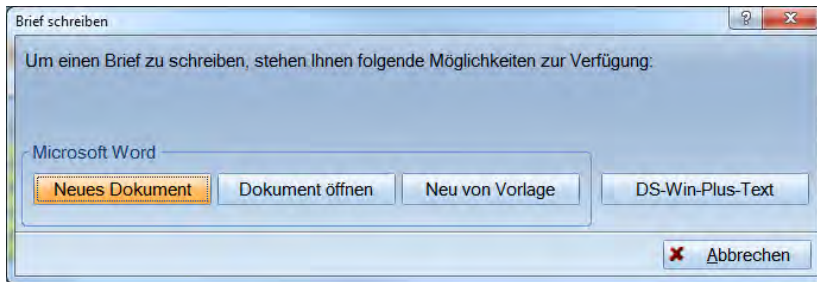 Brief schreiben
Um einen Brief zu schreiben, stehen Ihnen folgende Möglichkeiten zur Verfügung:
Microsoft Word
Neues Dokument Dokument öffnen Neu von Vorlage DS-Win-Plus-Text
Abbrechen